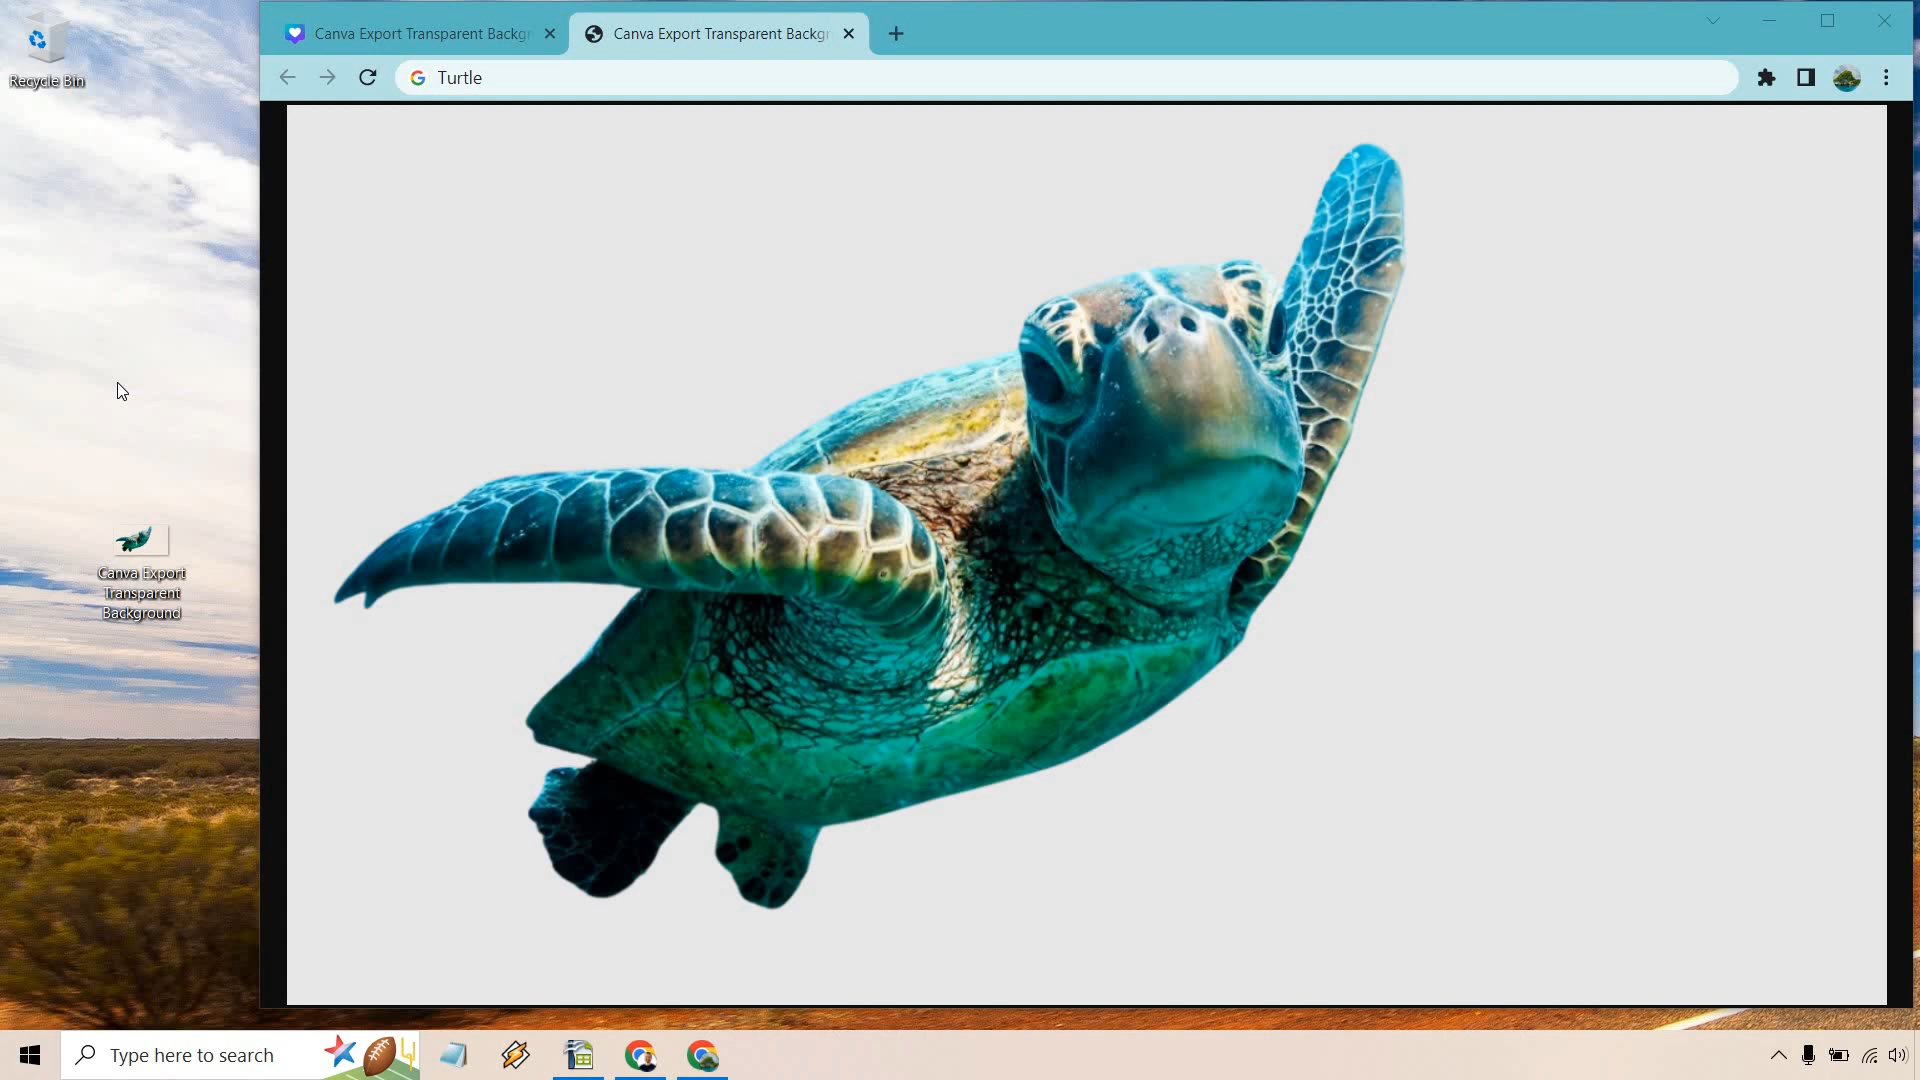 Recycle Bin
Canva Export Transparent Backgr
Canva Export Transparent Backgr
Turtle
Canva Export
Transparent
Background
Type here to search